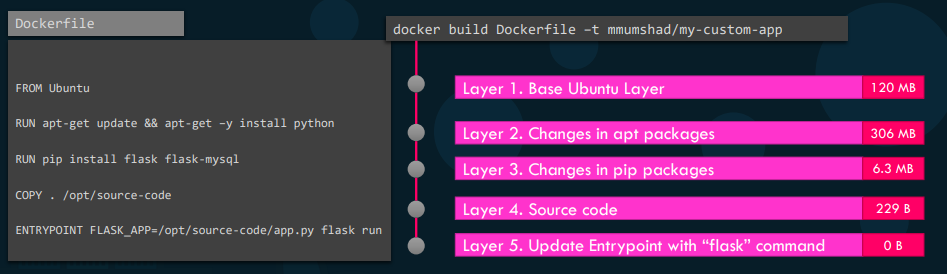 Dockerfile
docker build Dockerfile –t mmumshad/my-custom-app
FROM Ubuntu
RUN apt-get update && apt-get –y install python
RUN pip install flask flask-mysql
COPY . /opt/source-code
ENTRYPOINT FLASK_APP=/opt/source-code/app.py flask run
Layer 1. Base Ubuntu Layer 120 MB
Layer 2. Changes in apt packages 306 MB
Layer 3. Changes in pip packages 6.3 MB
Layer 4. Source code 229 B
Layer 5. Update Entrypoint with “flask” command 0 B